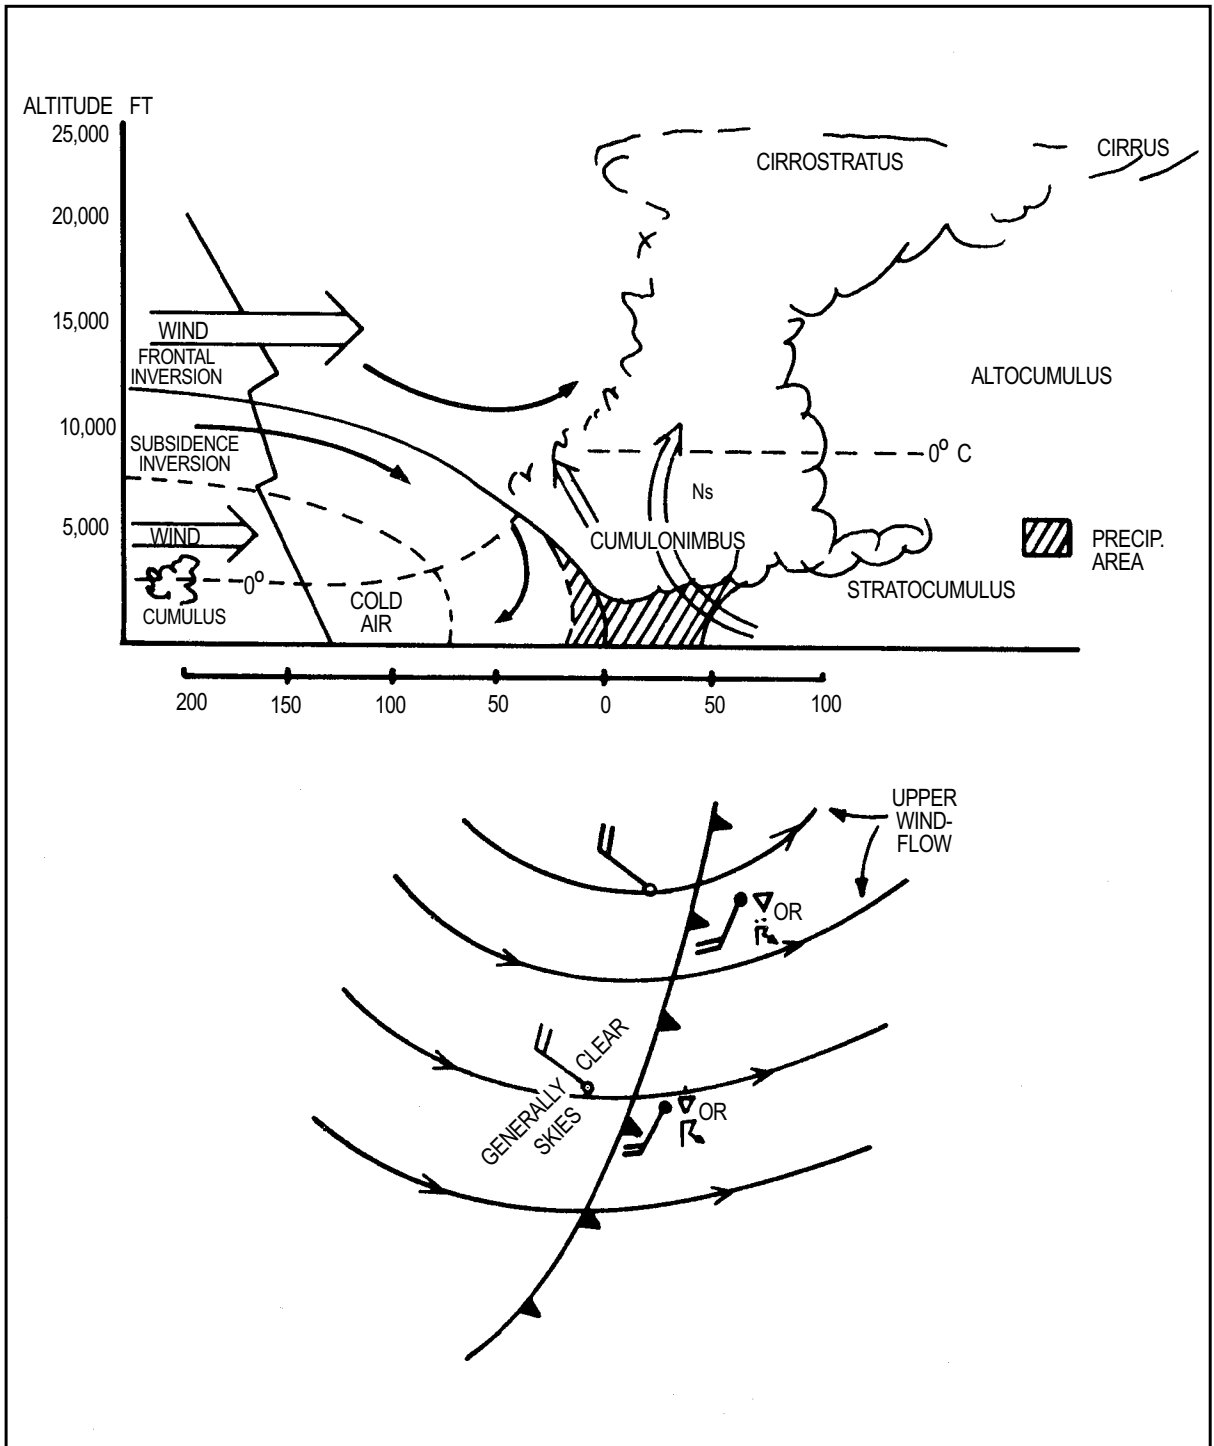 ALTITUDE FT
25,000
CIRROSTRATUS
CIRRUS
20,000
15,000
WIND
FRONTAL
INVERSION
ALTOCUMULUS
10,000
SUBSIDENCE
INVERSION
0° C
Ns
5,000
WIND
CUMULONIMBUS
PRECIP.
AREA
0°
STRATOCUMULUS
COLD
AIR
CUMULUS
200 150 100 50 0 50 100
UPPER
WIND-
FLOW
OR
GENERALLY CLEAR
SKIES
OR